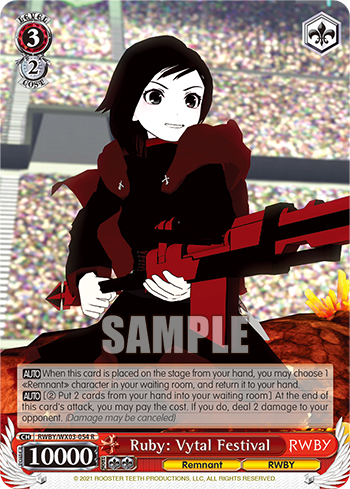 LEVEL
3
2
COST
SAMPLE
AUTO When this card is placed on the stage from your hand, you may choose 1
«Remnant» character in your waiting room, and return it to your hand.
AUTO [② Put 2 cards from your hand into your waiting room] At the end of
this card's attack, you may pay the cost. If you do, deal 2 damage to your
opponent. (Damage may be canceled)
CH RWBY/WX03-054 R
Ruby: Vytal Festival RWBY
POWER 10000
Remnant RWBY
© 2021 ROOSTER TEETH PRODUCTIONS, LLC, ALL RIGHTS RESERVED.